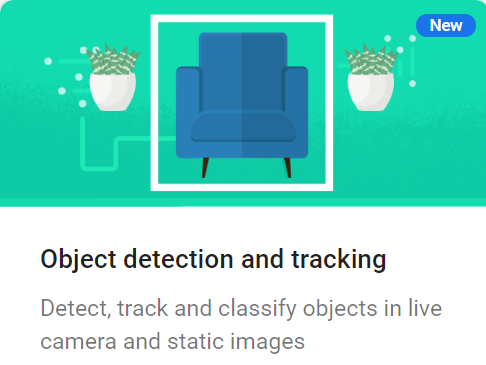 New
Object detection and tracking
Detect, track and classify objects in live
camera and static images